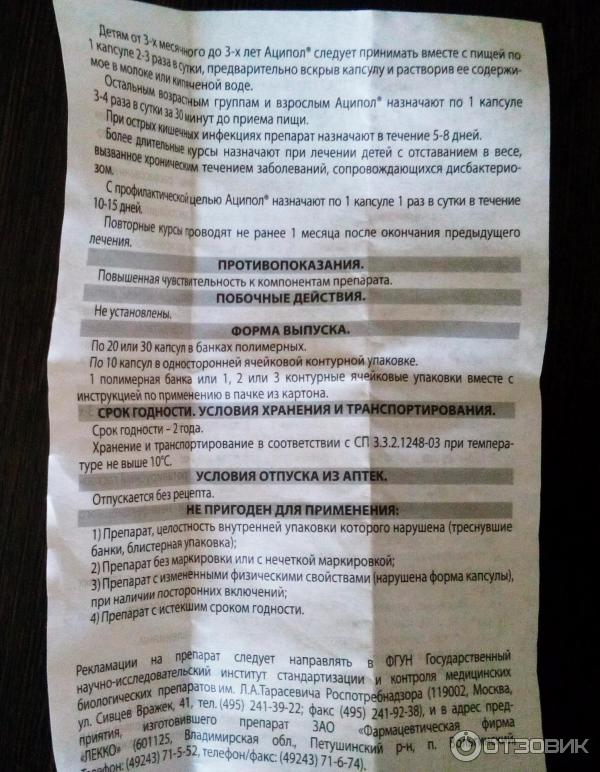 Детям от 3-х месячного до 3-х лет Аципол® следует принимать вместе с пищей по
1 капсуле 2-3 раза в сутки, предварительно вскрыв капсулу и растворив ее содержи-
мое в молоке или кипяченой воде.
Остальным возрастным группам и взрослым Аципол® назначают по 1 капсуле
3-4 раза в сутки за 30 минут до приема пищи.
При острых кишечных инфекциях препарат назначают в течение 5-8 дней.
Более длительные курсы назначают при лечении детей с отставанием в весе,
вызванное хроническим течением заболеваний, сопровождающихся дисбактерио-
зом.
С профилактической целью Аципол® назначают по 1 капсуле 1 раз в сутки в течение
10-15 дней.
Повторные курсы проводят не ранее 1 месяца после окончания предыдущего
лечения.
ПРОТИВОПОКАЗАНИЯ.
Повышенная чувствительность к компонентам препарата.
ПОБОЧНЫЕ ДЕЙСТВИЯ.
Не установлены.
ФОРМА ВЫПУСКА.
По 20 или 30 капсул в банках полимерных.
По 10 капсул в односторонней ячейковой контурной упаковке.
1 полимерная банка или 1, 2 или 3 контурные ячейковые упаковки вместе с
инструкцией по применению в пачке из картона.
СРОК ГОДНОСТИ. УСЛОВИЯ ХРАНЕНИЯ И ТРАНСПОРТИРОВАНИЯ.
Срок годности – 2 года.
Хранение и транспортирование в соответствии с СП 3.3.2.1248-03 при темпера-
туре не выше 10°С.
УСЛОВИЯ ОТПУСКА ИЗ АПТЕК.
Отпускается без рецепта.
НЕ ПРИГОДЕН ДЛЯ ПРИМЕНЕНИЯ:
1) Препарат, целостность внутренней упаковки которого нарушена (треснувшие
банки, блистерная упаковка);
2) Препарат без маркировки или с нечеткой маркировкой;
3) Препарат с измененными физическими свойствами (нарушена форма капсулы),
при наличии посторонних включений;
4) Препарат с истекшим сроком годности.
Рекламации на препарат следует направлять в ФГУН Государственный
научно-исследовательский институт стандартизации и контроля медицинских
биологических препаратов им. Л.А.Тарасевича Роспотребнадзора (119002, Москва,
ул. Сивцев Вражек, 41, тел. (495) 241-39-22; факс (495) 241-92-38), и в адрес пред-
приятия, изготовившего препарат ЗАО «Фармацевтическая фирма
«ЛЕККО» (601125, Владимирская обл., Петушинский р-н, п.
Телефон: (49243) 71-5-52, телефон/факс: (49243) 71-6-74).
ОТЗОВИК